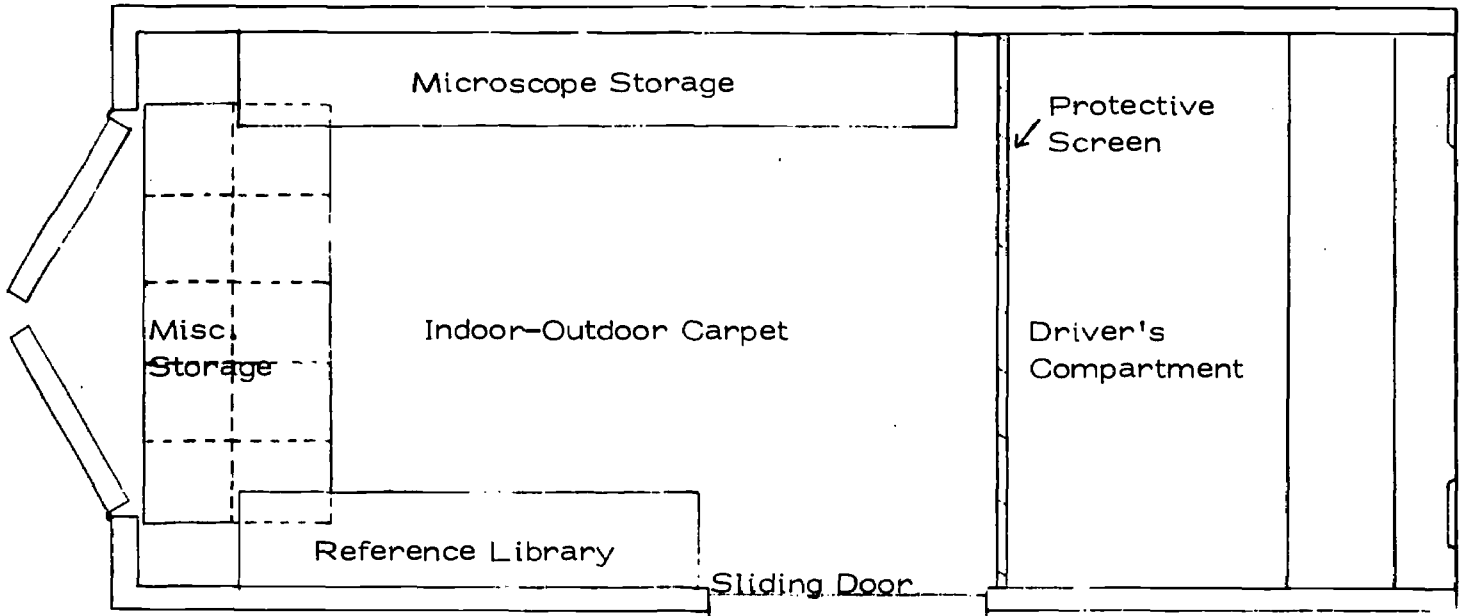 Microscope Storage
Protective
Screen
Misc.
Storage
Indoor-Outdoor Carpet
Driver's
Compartment
Reference Library
Sliding Door